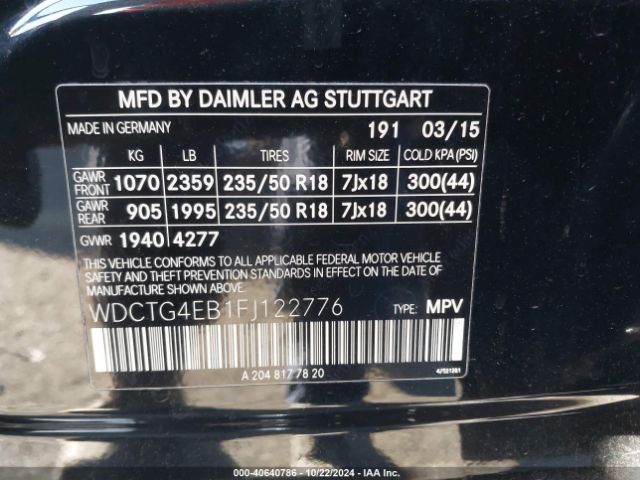 MFD BY DAIMLER AG STUTTGART
MADE IN GERMANY 191 03/15
KG LB TIRES RIM SIZE COLD KPA (PSI)
GAWR FRONT 1070 2359 235/50 R18 7Jx18 300(44)
GAWR REAR 905 1995 235/50 R18 7Jx18 300(44)
GVWR 1940 4277
THIS VEHICLE CONFORMS TO ALL APPLICABLE FEDERAL MOTOR VEHICLE
SAFETY AND THEFT PREVENTION STANDARDS IN EFFECT ON THE DATE OF
MANUFACTURE SHOWN ABOVE.
WDCTG4EB1FJ122776 TYPE: MPV
A 204 817 78 20
000-40640786 - 10/22/2024 - IAA Inc.